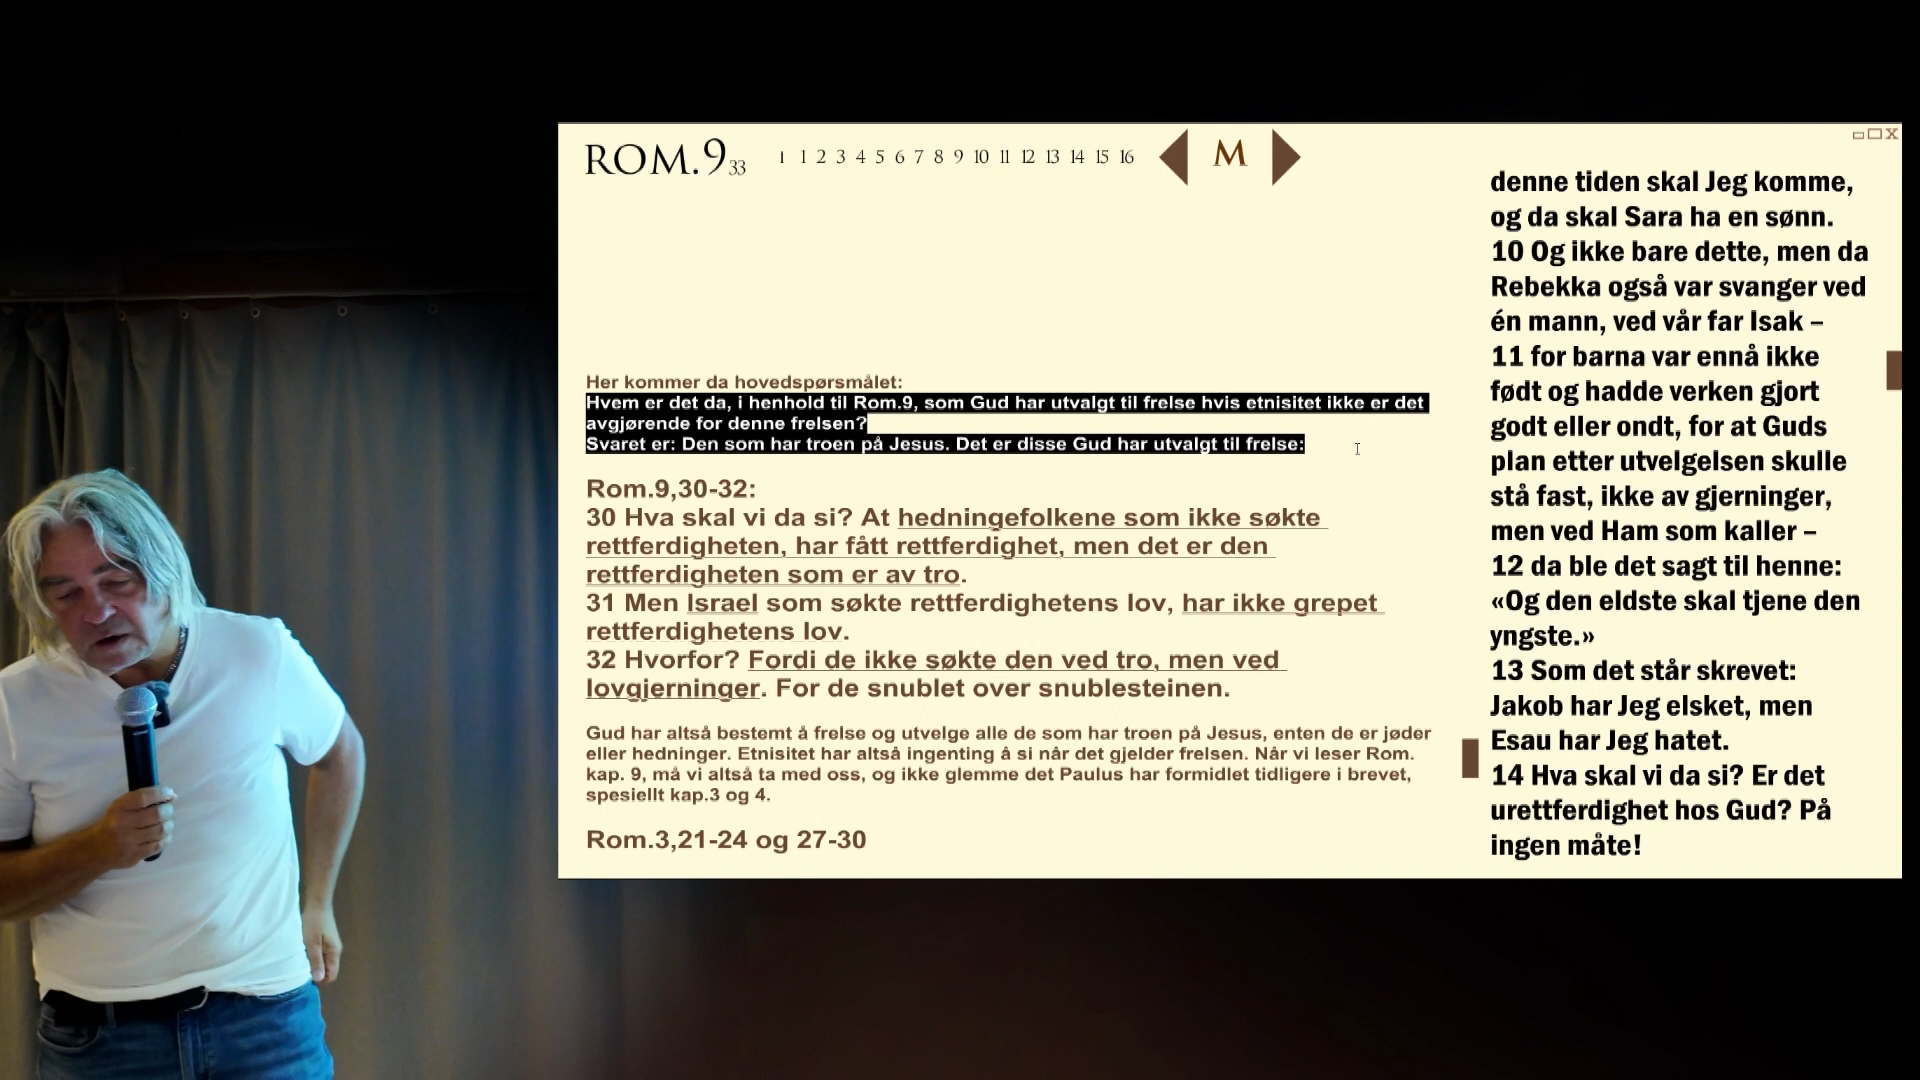 ROM.9 33
1 1 2 3 4 5 6 7 8 9 10 11 12 13 14 15 16
M
X
Her kommer da hovedspørsmålet:
Hvem er det da, i henhold til Rom.9, som Gud har utvalgt til frelse hvis etnisitet ikke er det
avgjørende for denne frelsen?
Svaret er: Den som har troen på Jesus. Det er disse Gud har utvalgt til frelse:
Rom.9,30-32:
30 Hva skal vi da si? At hedningefolkene som ikke søkte
rettferdigheten, har fått rettferdighet, men det er den
rettferdigheten som er av tro.
31 Men Israel som søkte rettferdighetens lov, har ikke grepet
rettferdighetens lov.
32 Hvorfor? Fordi de ikke søkte den ved tro, men ved
lovgjerninger. For de snublet over snublesteinen.
Gud har altså bestemt å frelse og utvelge alle de som har troen på Jesus, enten de er jøder
eller hedninger. Etnisitet har altså ingenting å si når det gjelder frelsen. Når vi leser Rom.
kap. 9, må vi altså ta med oss, og ikke glemme det Paulus har formidlet tidligere i brevet,
spesiellt kap.3 og 4.
Rom.3,21-24 og 27-30
denne tiden skal Jeg komme,
og da skal Sara ha en sønn.
10 Og ikke bare dette, men da
Rebekka også var svanger ved
én mann, ved vår far Isak –
11 for barna var ennå ikke
født og hadde verken gjort
godt eller ondt, for at Guds
plan etter utvelgelsen skulle
stå fast, ikke av gjerninger,
men ved Ham som kaller –
12 da ble det sagt til henne:
«Og den eldste skal tjene den
yngste.»
13 Som det står skrevet:
Jakob har Jeg elsket, men
Esau har Jeg hatet.
14 Hva skal vi da si? Er det
urettferdighet hos Gud? På
ingen måte!